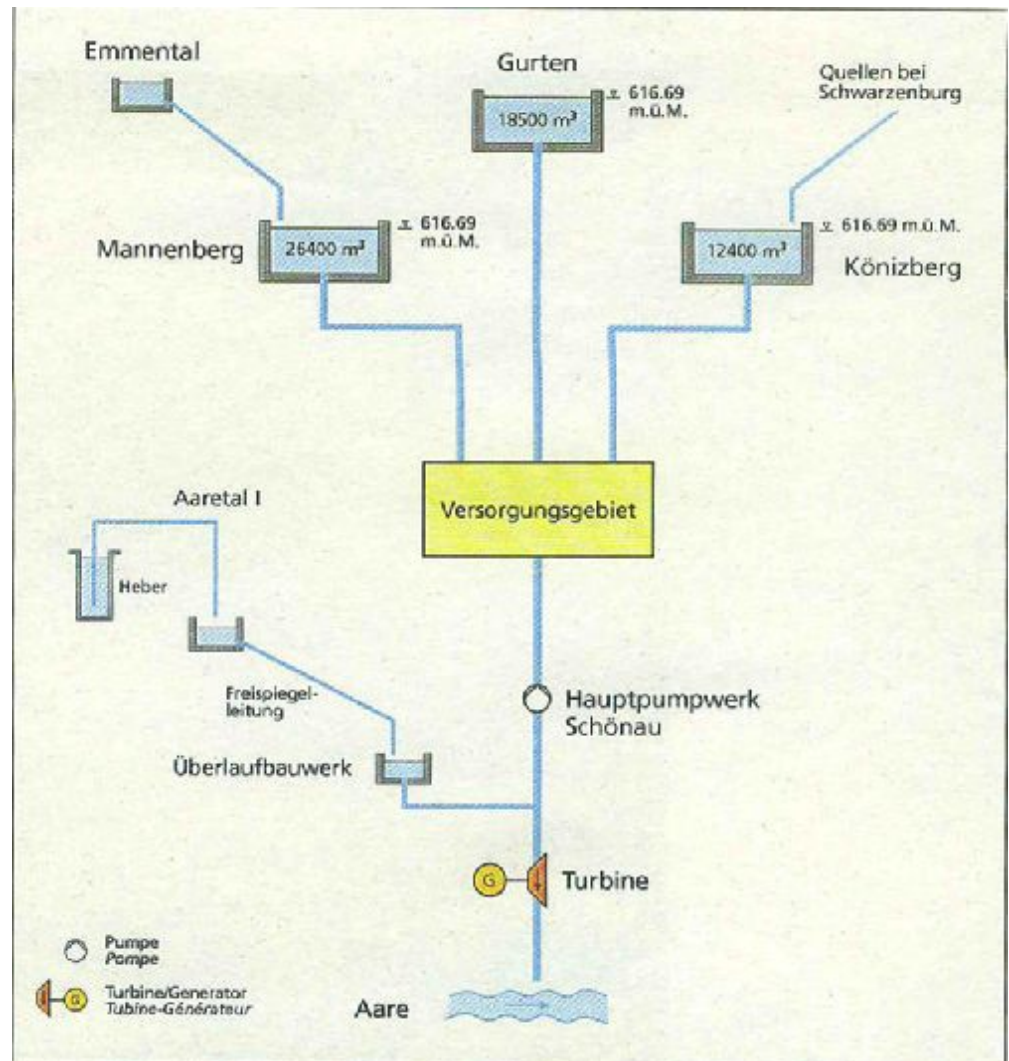 Emmental
Gurten
616.69
m.ü.M.
18500 m³
Quellen bei
Schwarzenburg
Mannenberg
26400 m³
616.69
m.ü.M.
12400 m³
616.69 m.ü.M.
Könizberg
Versorgungsgebiet
Aaretal I
Heber
Freispiegel-
leitung
Hauptpumpwerk
Schönau
Überlaufbauwerk
G
Turbine
Pumpe
Pompe
G
Turbine/Generator
Tubine-Générateur
Aare